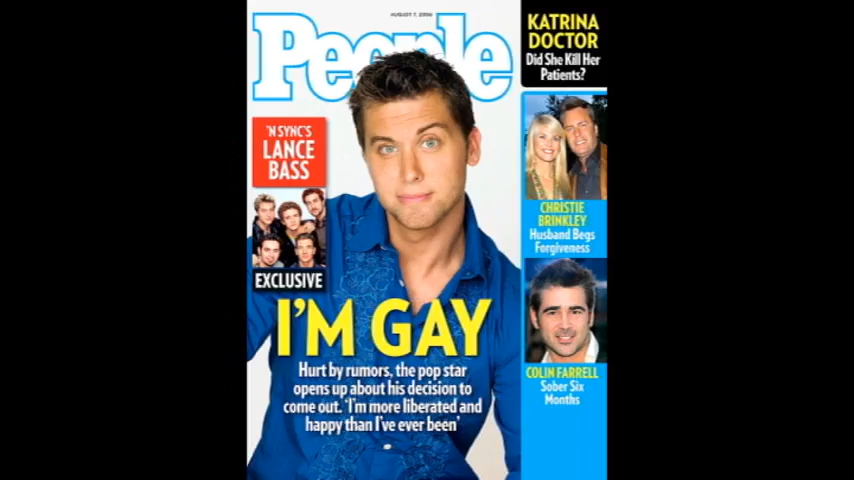 AUGUST 7, 2006
People
'N SYNC'S
LANCE
BASS
EXCLUSIVE
I'M GAY
Hurt by rumors, the pop star
opens up about his decision to
come out. 'I'm more liberated and
happy than I've ever been'
KATRINA
DOCTOR
Did She Kill Her
Patients?
CHRISTIE
BRINKLEY
Husband Begs
Forgiveness
COLIN FARRELL
Sober Six
Months